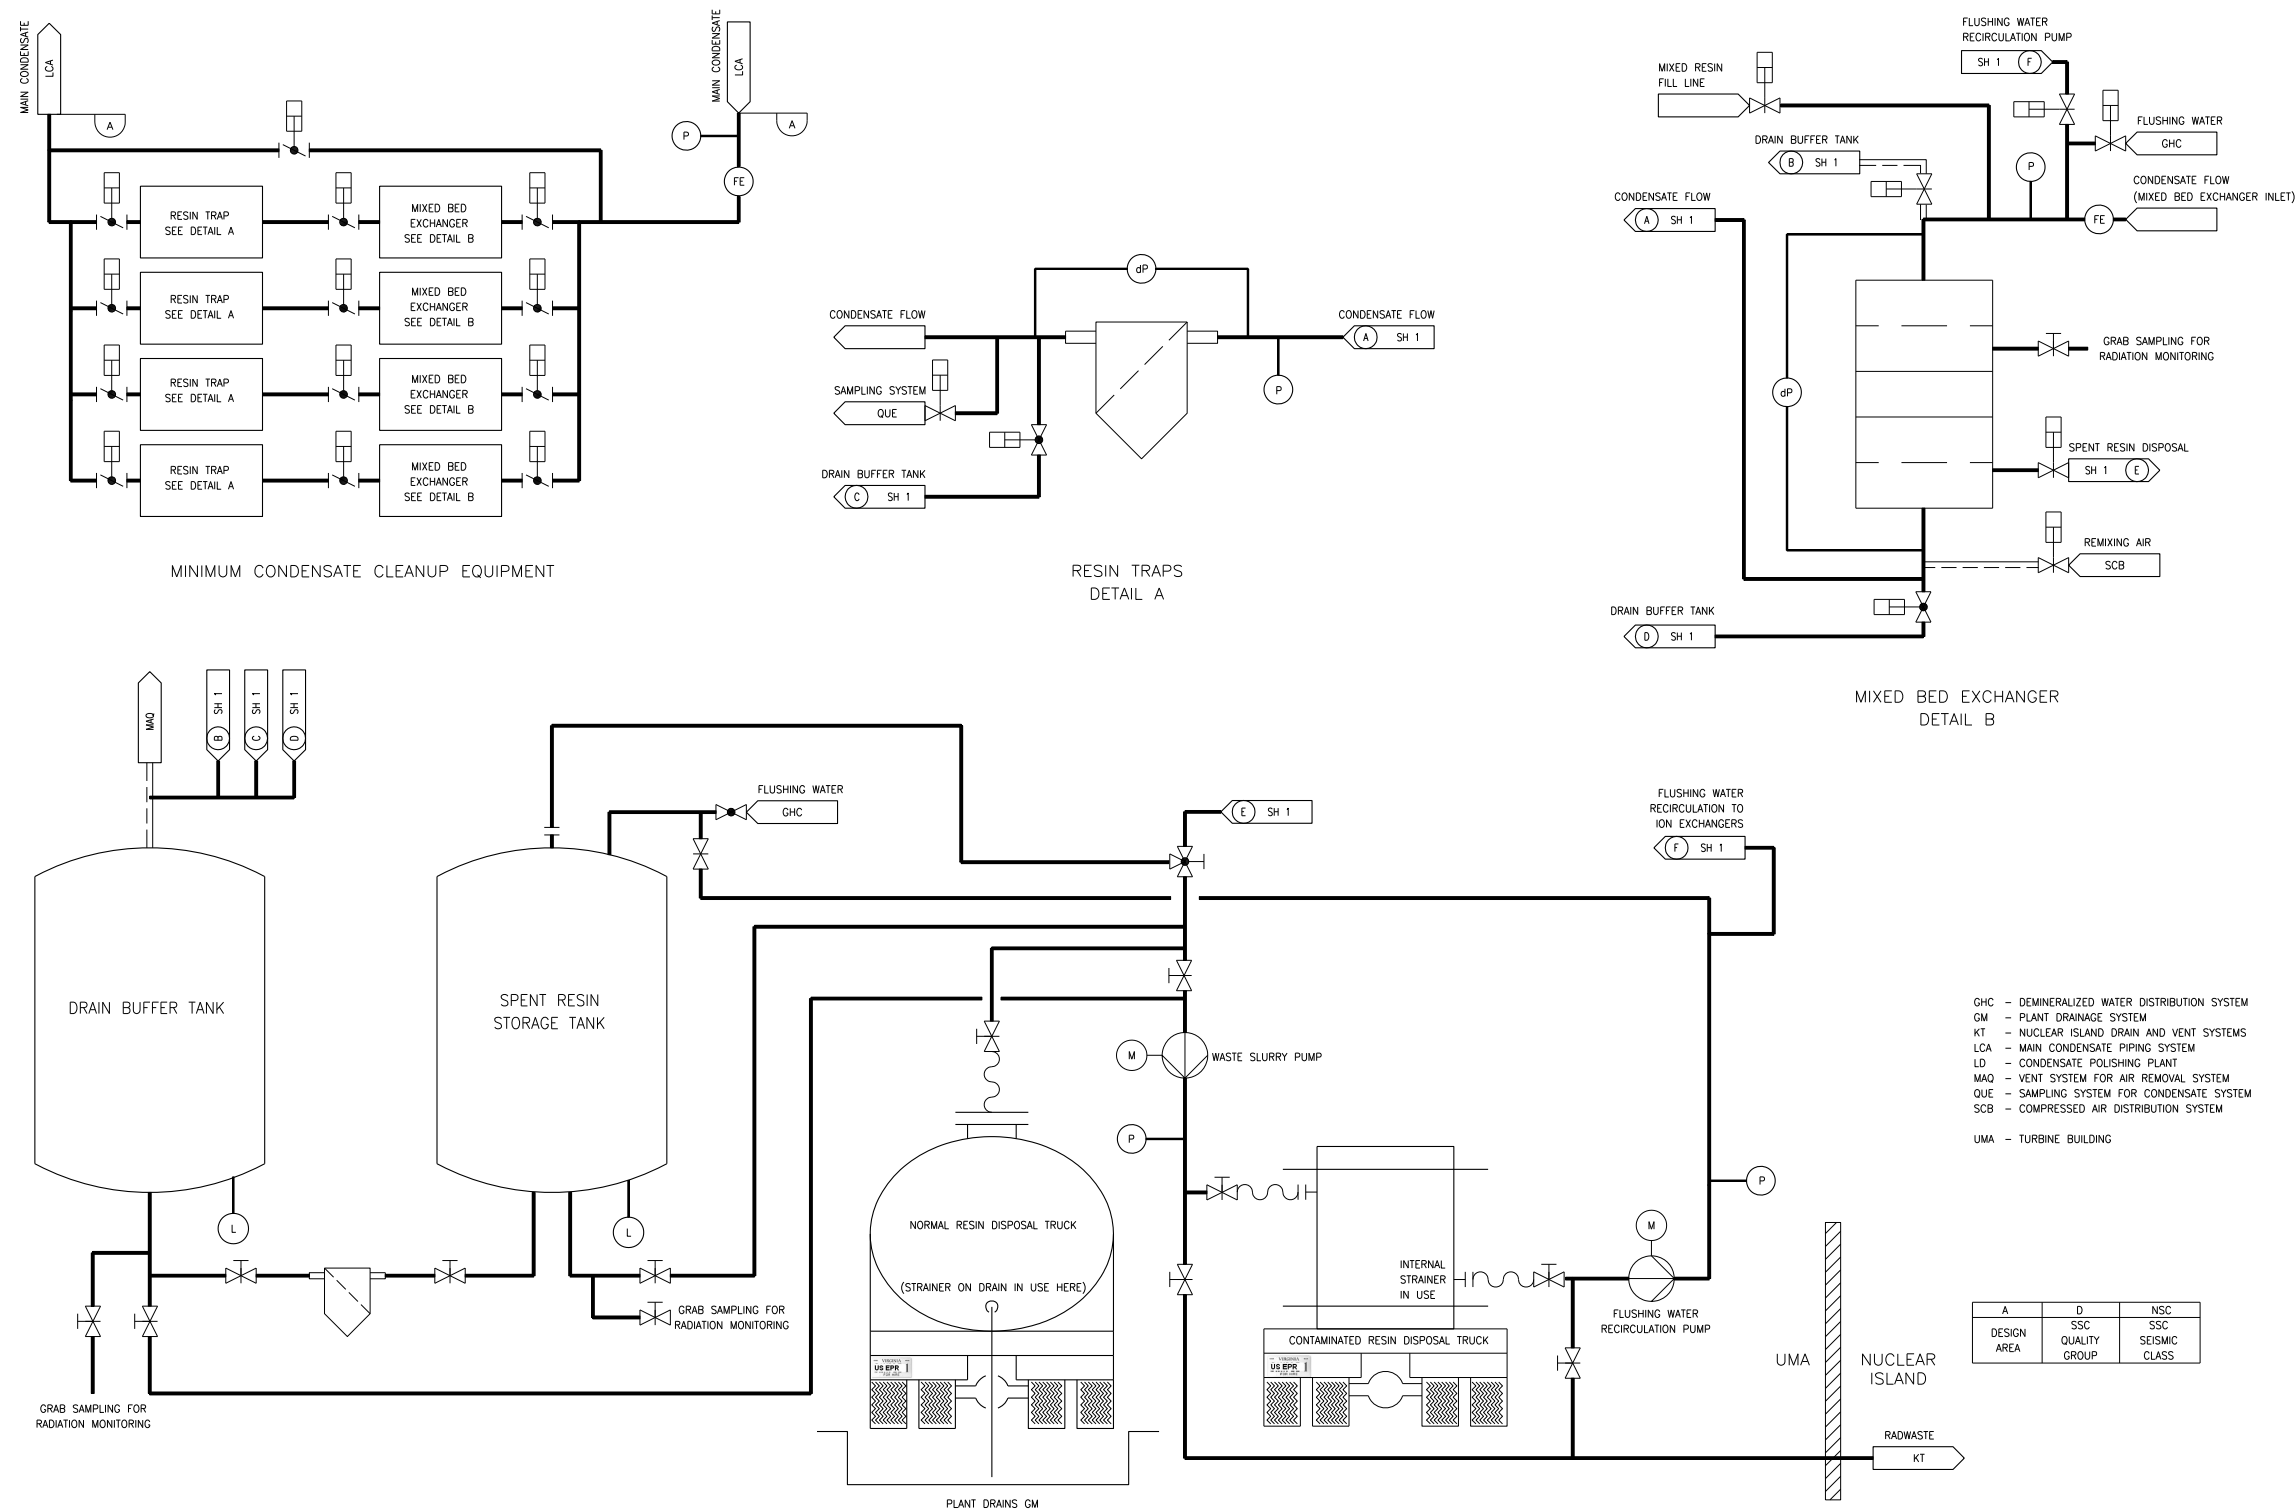 MAIN CONDENSATE
LCA
A
MAIN CONDENSATE
LCA
A
P
FE
RESIN TRAP
SEE DETAIL A
MIXED BED
EXCHANGER
SEE DETAIL B
RESIN TRAP
SEE DETAIL A
MIXED BED
EXCHANGER
SEE DETAIL B
RESIN TRAP
SEE DETAIL A
MIXED BED
EXCHANGER
SEE DETAIL B
RESIN TRAP
SEE DETAIL A
MIXED BED
EXCHANGER
SEE DETAIL B
MINIMUM CONDENSATE CLEANUP EQUIPMENT
dP
CONDENSATE FLOW
CONDENSATE FLOW
A SH 1
SAMPLING SYSTEM
QUE
P
DRAIN BUFFER TANK
C SH 1
RESIN TRAPS
DETAIL A
FLUSHING WATER
RECIRCULATION PUMP
SH 1 F
MIXED RESIN
FILL LINE
FLUSHING WATER
GHC
DRAIN BUFFER TANK
B SH 1
P
CONDENSATE FLOW
(MIXED BED EXCHANGER INLET)
FE
CONDENSATE FLOW
A SH 1
GRAB SAMPLING FOR
RADIATION MONITORING
dP
SPENT RESIN DISPOSAL
SH 1 E
REMIXING AIR
SCB
DRAIN BUFFER TANK
D SH 1
MIXED BED EXCHANGER
DETAIL B
MAQ
B SH 1
C SH 1
D SH 1
FLUSHING WATER
GHC
E SH 1
FLUSHING WATER
RECIRCULATION TO
ION EXCHANGERS
F SH 1
DRAIN BUFFER TANK
SPENT RESIN
STORAGE TANK
M
WASTE SLURRY PUMP
P
L
L
NORMAL RESIN DISPOSAL TRUCK
(STRAINER ON DRAIN IN USE HERE)
GRAB SAMPLING FOR
RADIATION MONITORING
VIRGINIA
US EPR 1
GRAB SAMPLING FOR
RADIATION MONITORING
PLANT DRAINS GM
INTERNAL
STRAINER
IN USE
CONTAMINATED RESIN DISPOSAL TRUCK
VIRGINIA
US EPR 1
P
M
FLUSHING WATER
RECIRCULATION PUMP
UMA
NUCLEAR
ISLAND
RADWASTE
KT
GHC – DEMINERALIZED WATER DISTRIBUTION SYSTEM
GM – PLANT DRAINAGE SYSTEM
KT – NUCLEAR ISLAND DRAIN AND VENT SYSTEMS
LCA – MAIN CONDENSATE PIPING SYSTEM
LD – CONDENSATE POLISHING PLANT
MAQ – VENT SYSTEM FOR AIR REMOVAL SYSTEM
QUE – SAMPLING SYSTEM FOR CONDENSATE SYSTEM
SCB – COMPRESSED AIR DISTRIBUTION SYSTEM
UMA – TURBINE BUILDING
A D NSC
DESIGN
AREA
SSC
QUALITY
GROUP
SSC
SEISMIC
CLASS